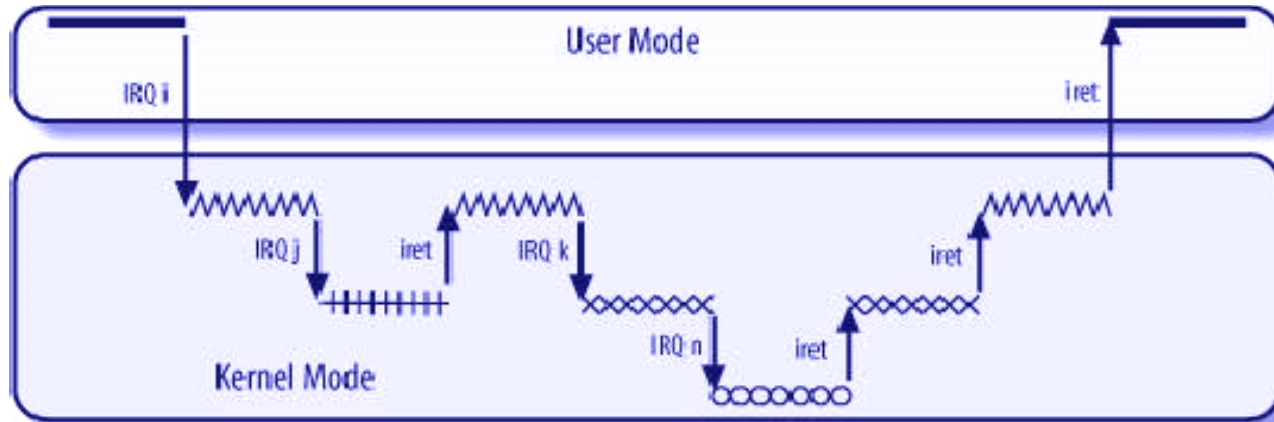 User Mode
IRQ i
iret
IRQ j
iret
IRQ k
iret
IRQ n
iret
Kernel Mode